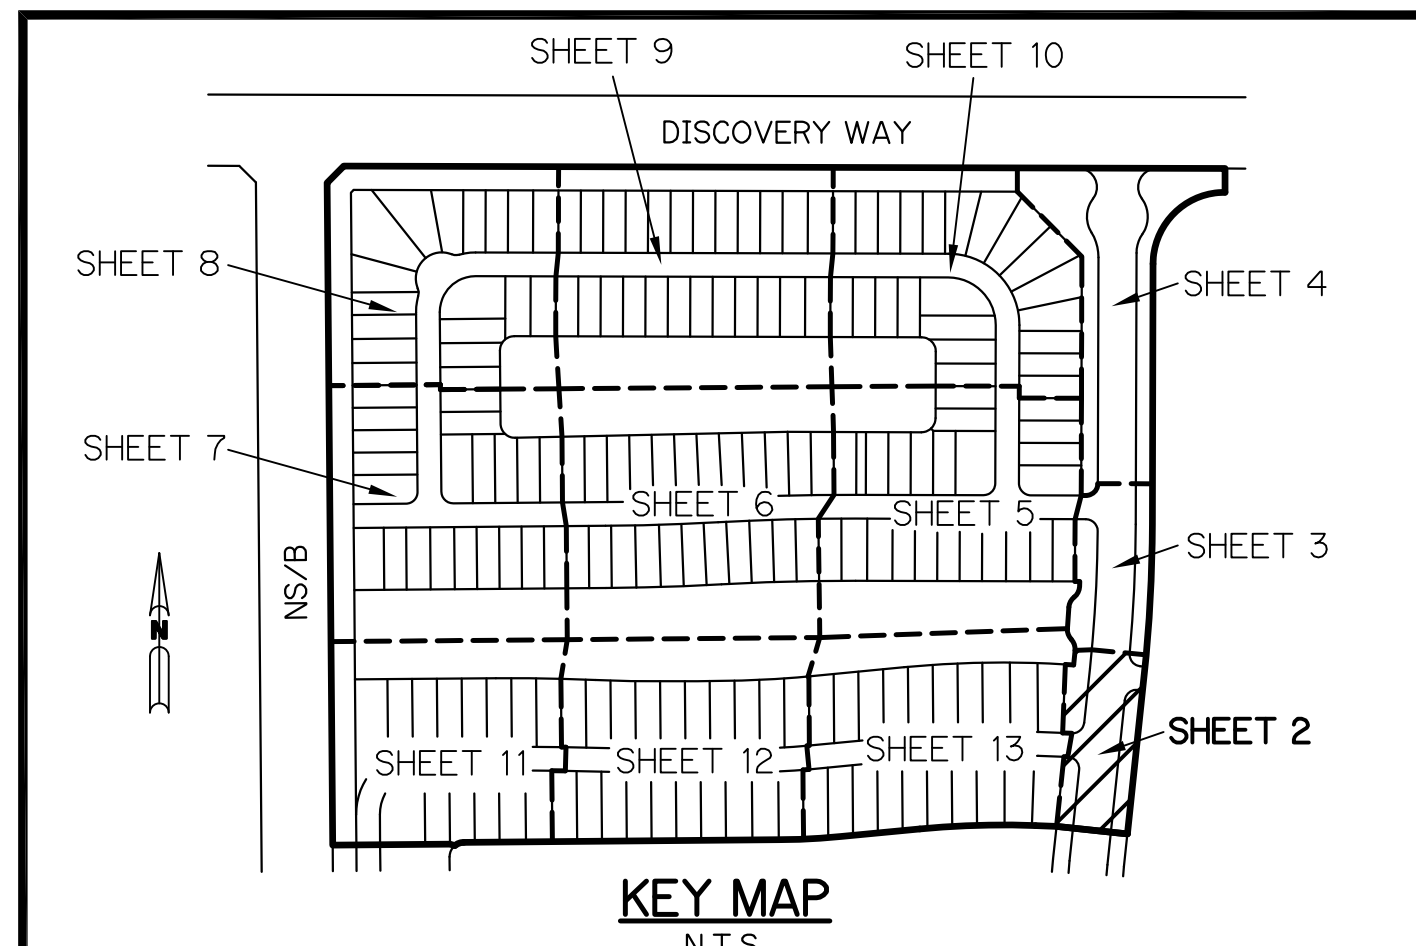 SHEET 9
SHEET 10
DISCOVERY WAY
SHEET 8
SHEET 4
SHEET 7
SHEET 6
SHEET 5
SHEET 3
NS/B
N
SHEET 2
SHEET 11
SHEET 12
SHEET 13
KEY MAP
N.T.S.